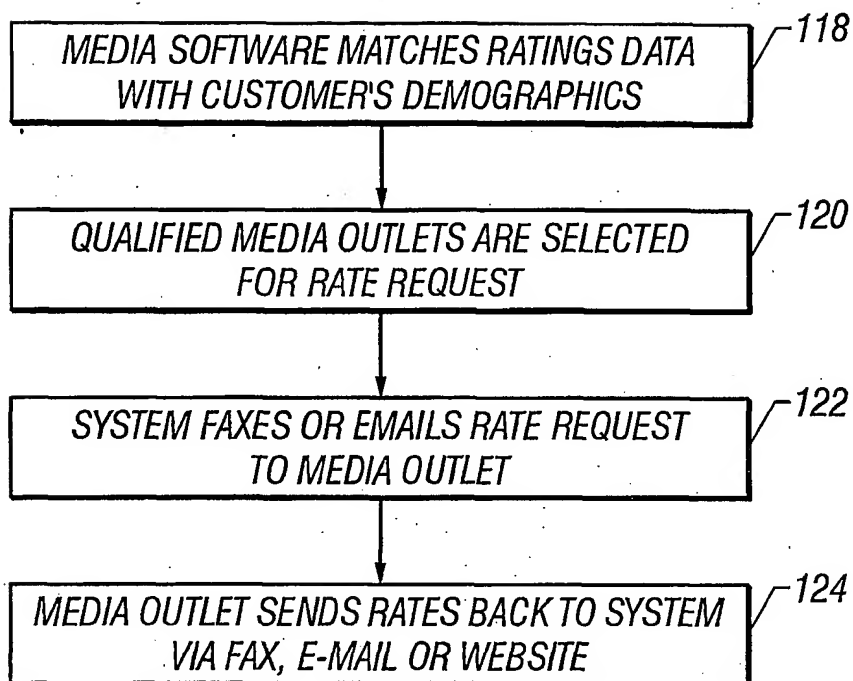 MEDIA SOFTWARE MATCHES RATINGS DATA
WITH CUSTOMER'S DEMOGRAPHICS
118
QUALIFIED MEDIA OUTLETS ARE SELECTED
FOR RATE REQUEST
120
SYSTEM FAXES OR EMAILS RATE REQUEST
TO MEDIA OUTLET
122
MEDIA OUTLET SENDS RATES BACK TO SYSTEM
VIA FAX, E-MAIL OR WEBSITE
124